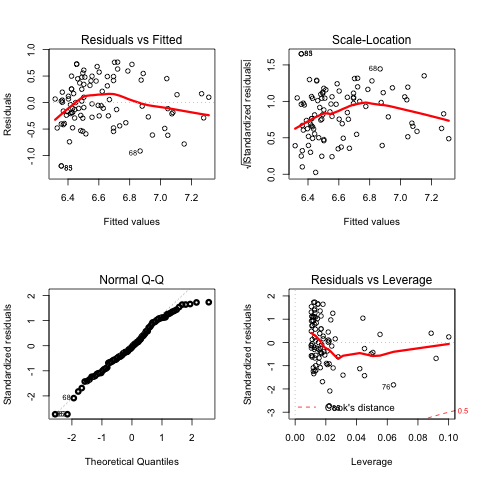 Residuals vs Fitted
Residuals
1.0
0.5
0.0
-1.0
68
85
6.4 6.6 6.8 7.0 7.2
Fitted values
Scale-Location
√|Standardized residuals|
1.5
1.0
0.5
0.0
68
6.4 6.6 6.8 7.0 7.2
Fitted values
Normal Q-Q
Standardized residuals
2
1
0
-1
-2
68
-2 -1 0 1 2
Theoretical Quantiles
Residuals vs Leverage
Standardized residuals
2
1
0
-1
-2
-3
76
Cook's distance
0.5
0.00 0.02 0.04 0.06 0.08 0.10
Leverage